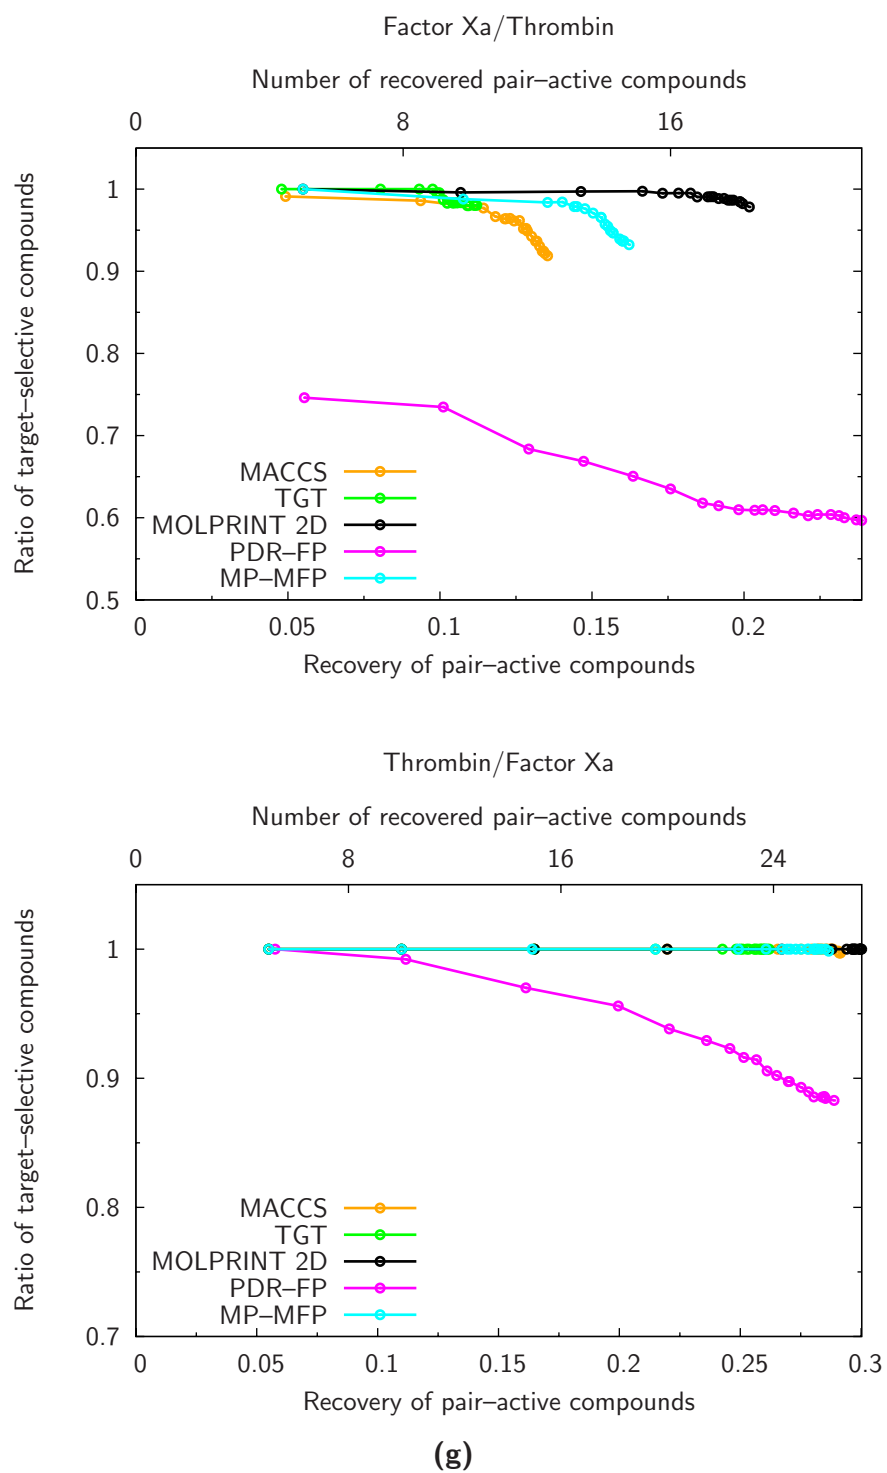 Factor Xa/Thrombin
Number of recovered pair–active compounds
0 8 16
Ratio of target–selective compounds
1
0.9
0.8
0.7
0.6
0.5
MACCS
TGT
MOLPRINT 2D
PDR–FP
MP–MFP
0 0.05 0.1 0.15 0.2
Recovery of pair–active compounds
Thrombin/Factor Xa
Number of recovered pair–active compounds
0 8 16 24
Ratio of target–selective compounds
1
0.9
0.8
0.7
MACCS
TGT
MOLPRINT 2D
PDR–FP
MP–MFP
0 0.05 0.1 0.15 0.2 0.25 0.3
Recovery of pair–active compounds
(g)